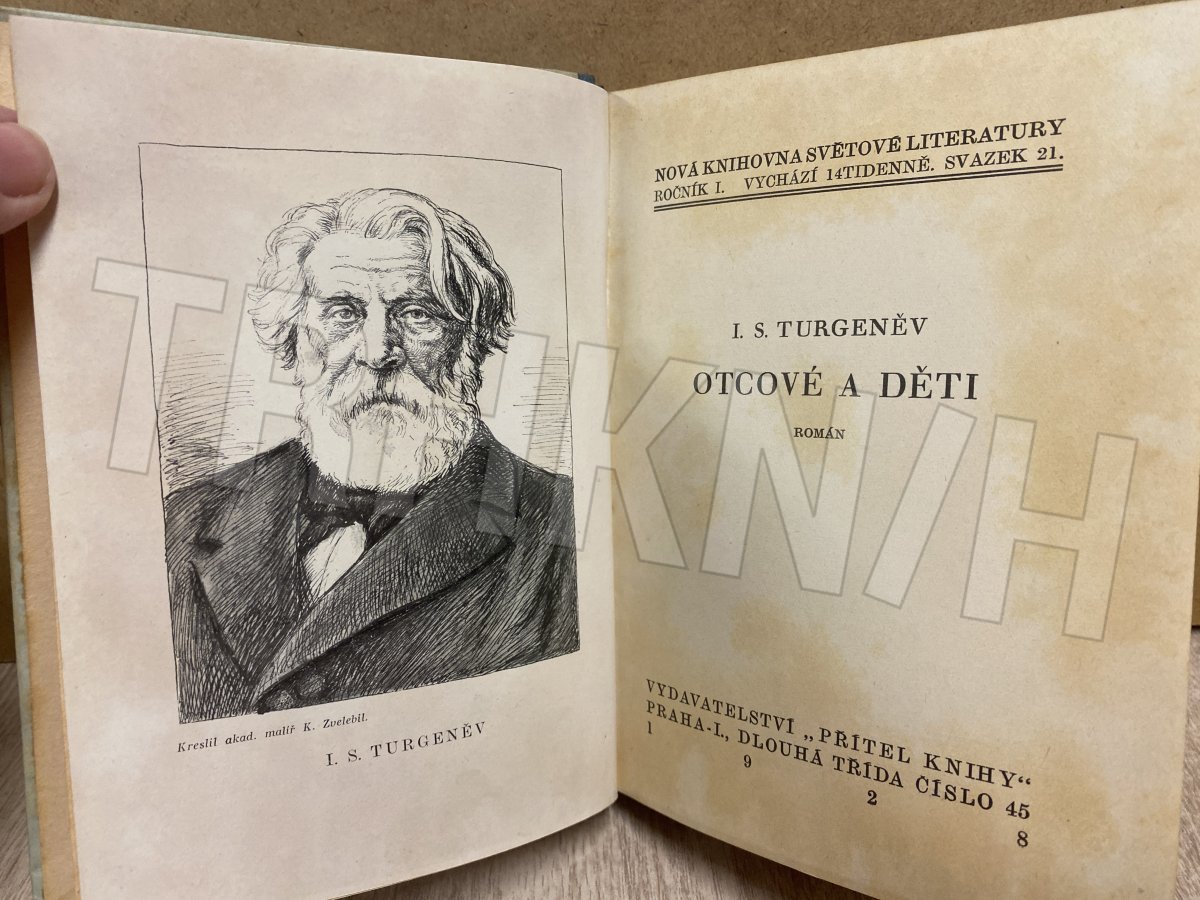 Kreslil akad. malíř K. Zvelebil.
I. S. TURGENĚV
NOVÁ KNIHOVNA SVĚTOVÉ LITERATURY
ROČNÍK I. VYCHÁZÍ 14TIDENNĚ. SVAZEK 21.
I. S. TURGENĚV
OTCOVÉ A DĚTI
ROMÁN
VYDAVATELSTVÍ „PŘÍTEL KNIHY“
PRAHA-I., DLOUHÁ TŘÍDA ČÍSLO 45
1 9 2 8